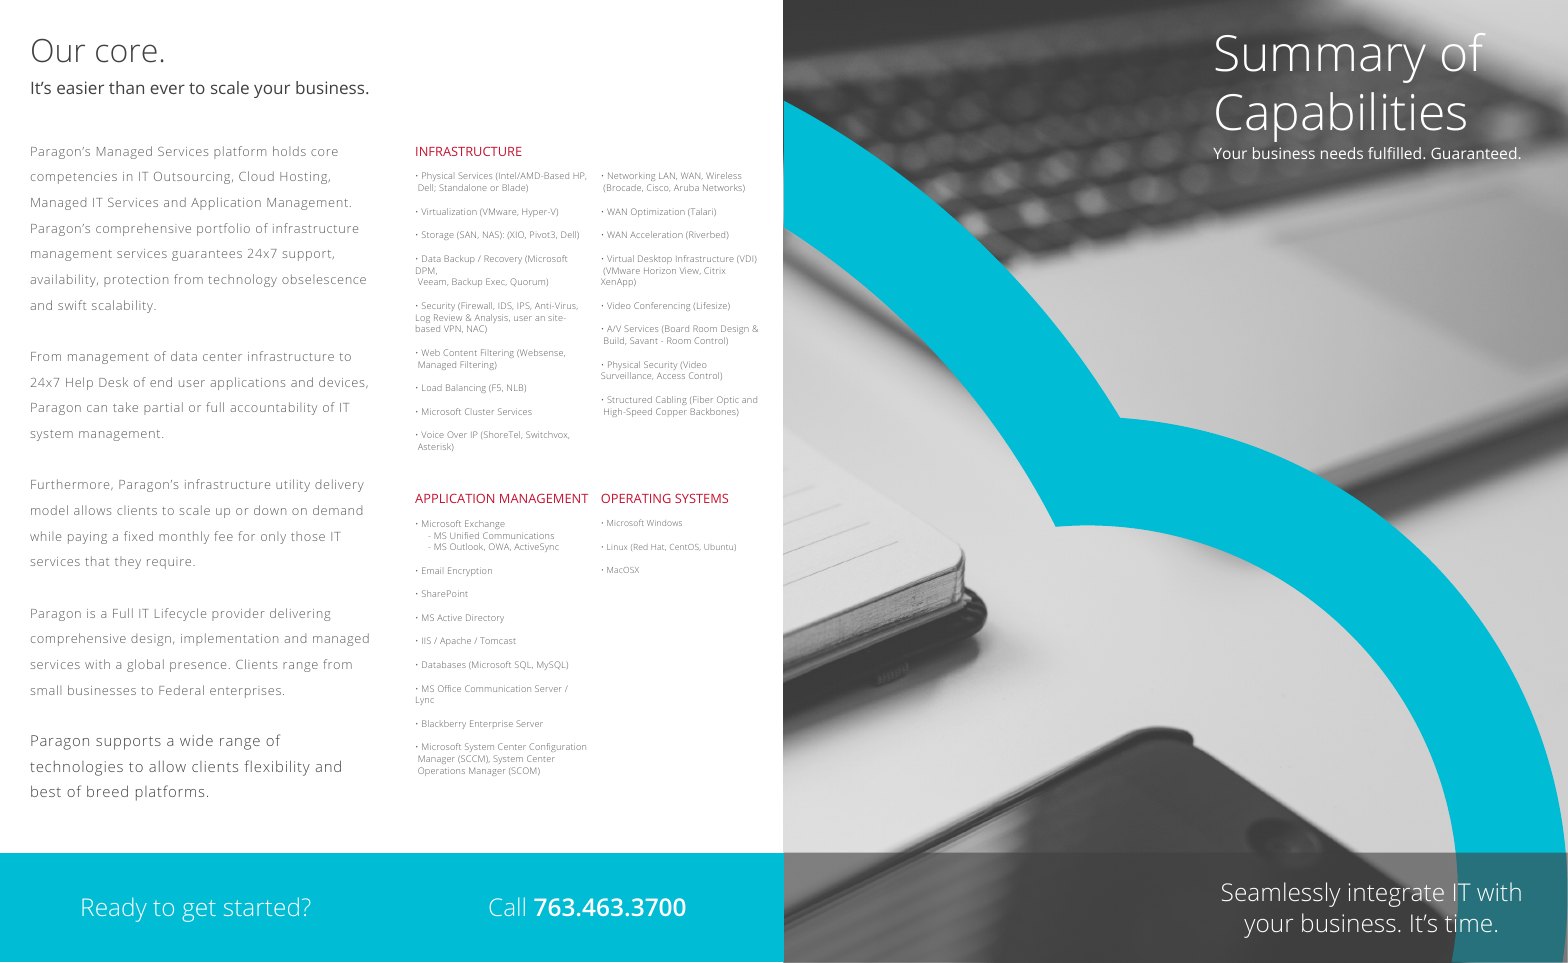 Our core.
It’s easier than ever to scale your business.
Paragon’s Managed Services platform holds core
competencies in IT Outsourcing, Cloud Hosting,
Managed IT Services and Application Management.
Paragon’s comprehensive portfolio of infrastructure
management services guarantees 24x7 support,
availability, protection from technology obselescence
and swift scalability.
From management of data center infrastructure to
24x7 Help Desk of end user applications and devices,
Paragon can take partial or full accountability of IT
system management.
Furthermore, Paragon’s infrastructure utility delivery
model allows clients to scale up or down on demand
while paying a fixed monthly fee for only those IT
services that they require.
Paragon is a Full IT Lifecycle provider delivering
comprehensive design, implementation and managed
services with a global presence. Clients range from
small businesses to Federal enterprises.
Paragon supports a wide range of
technologies to allow clients flexibility and
best of breed platforms.
INFRASTRUCTURE
• Physical Services (Intel/AMD-Based HP,
Dell; Standalone or Blade)
• Virtualization (VMware, Hyper-V)
• Storage (SAN, NAS): (XIO, Pivot3, Dell)
• Data Backup / Recovery (Microsoft
DPM,
Veeam, Backup Exec, Quorum)
• Security (Firewall, IDS, IPS, Anti-Virus,
Log Review & Analysis, user an site-
based VPN, NAC)
• Web Content Filtering (Websense,
Managed Filtering)
• Load Balancing (F5, NLB)
• Microsoft Cluster Services
• Voice Over IP (ShoreTel, Switchvox,
Asterisk)
• Networking LAN, WAN, Wireless
(Brocade, Cisco, Aruba Networks)
• WAN Optimization (Talari)
• WAN Acceleration (Riverbed)
• Virtual Desktop Infrastructure (VDI)
(VMware Horizon View, Citrix
XenApp)
• Video Conferencing (Lifesize)
• A/V Services (Board Room Design &
Build, Savant - Room Control)
• Physical Security (Video
Surveillance, Access Control)
• Structured Cabling (Fiber Optic and
High-Speed Copper Backbones)
APPLICATION MANAGEMENT
• Microsoft Exchange
- MS Unified Communications
- MS Outlook, OWA, ActiveSync
• Email Encryption
• SharePoint
• MS Active Directory
• IIS / Apache / Tomcast
• Databases (Microsoft SQL, MySQL)
• MS Office Communication Server /
Lync
• Blackberry Enterprise Server
• Microsoft System Center Configuration
Manager (SCCM), System Center
Operations Manager (SCOM)
OPERATING SYSTEMS
• Microsoft Windows
• Linux (Red Hat, CentOS, Ubuntu)
• MacOSX
Ready to get started?
Call 763.463.3700
Summary of
Capabilities
Your business needs fulfilled. Guaranteed.
Seamlessly integrate IT with
your business. It’s time.